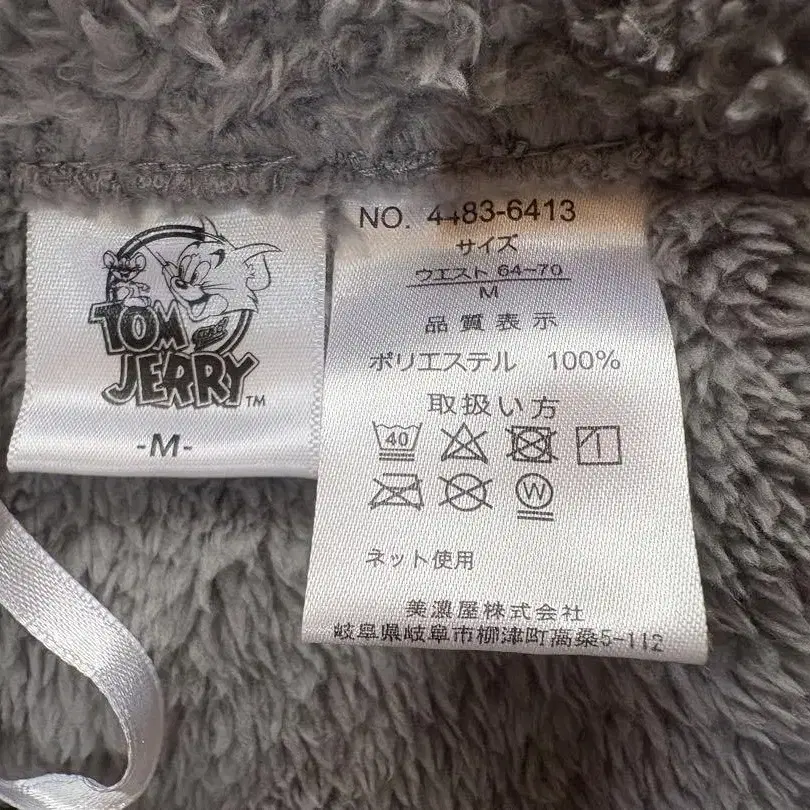 TOM and
JERRY™
-M-
NO. 4483-6413
サイズ
ウエスト 64~70
M
品質表示
ポリエステル 100%
取扱い方
40
W
ネット使用
美濃屋株式会社
岐阜県岐阜市柳津町高桑5-112